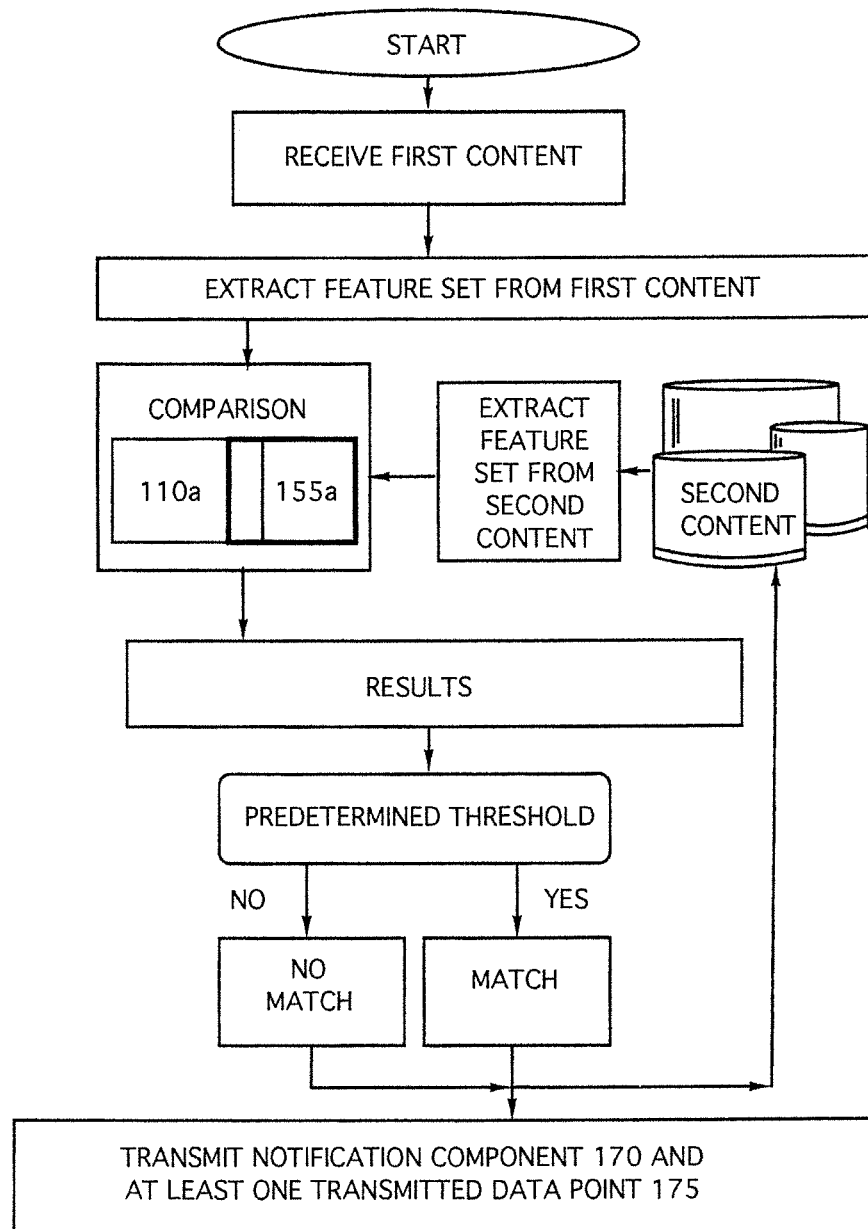 START
RECEIVE FIRST CONTENT
EXTRACT FEATURE SET FROM FIRST CONTENT
COMPARISON
110a
155a
EXTRACT
FEATURE
SET FROM
SECOND
CONTENT
SECOND
CONTENT
RESULTS
PREDETERMINED THRESHOLD
NO
YES
NO
MATCH
MATCH
TRANSMIT NOTIFICATION COMPONENT 170 AND
AT LEAST ONE TRANSMITTED DATA POINT 175